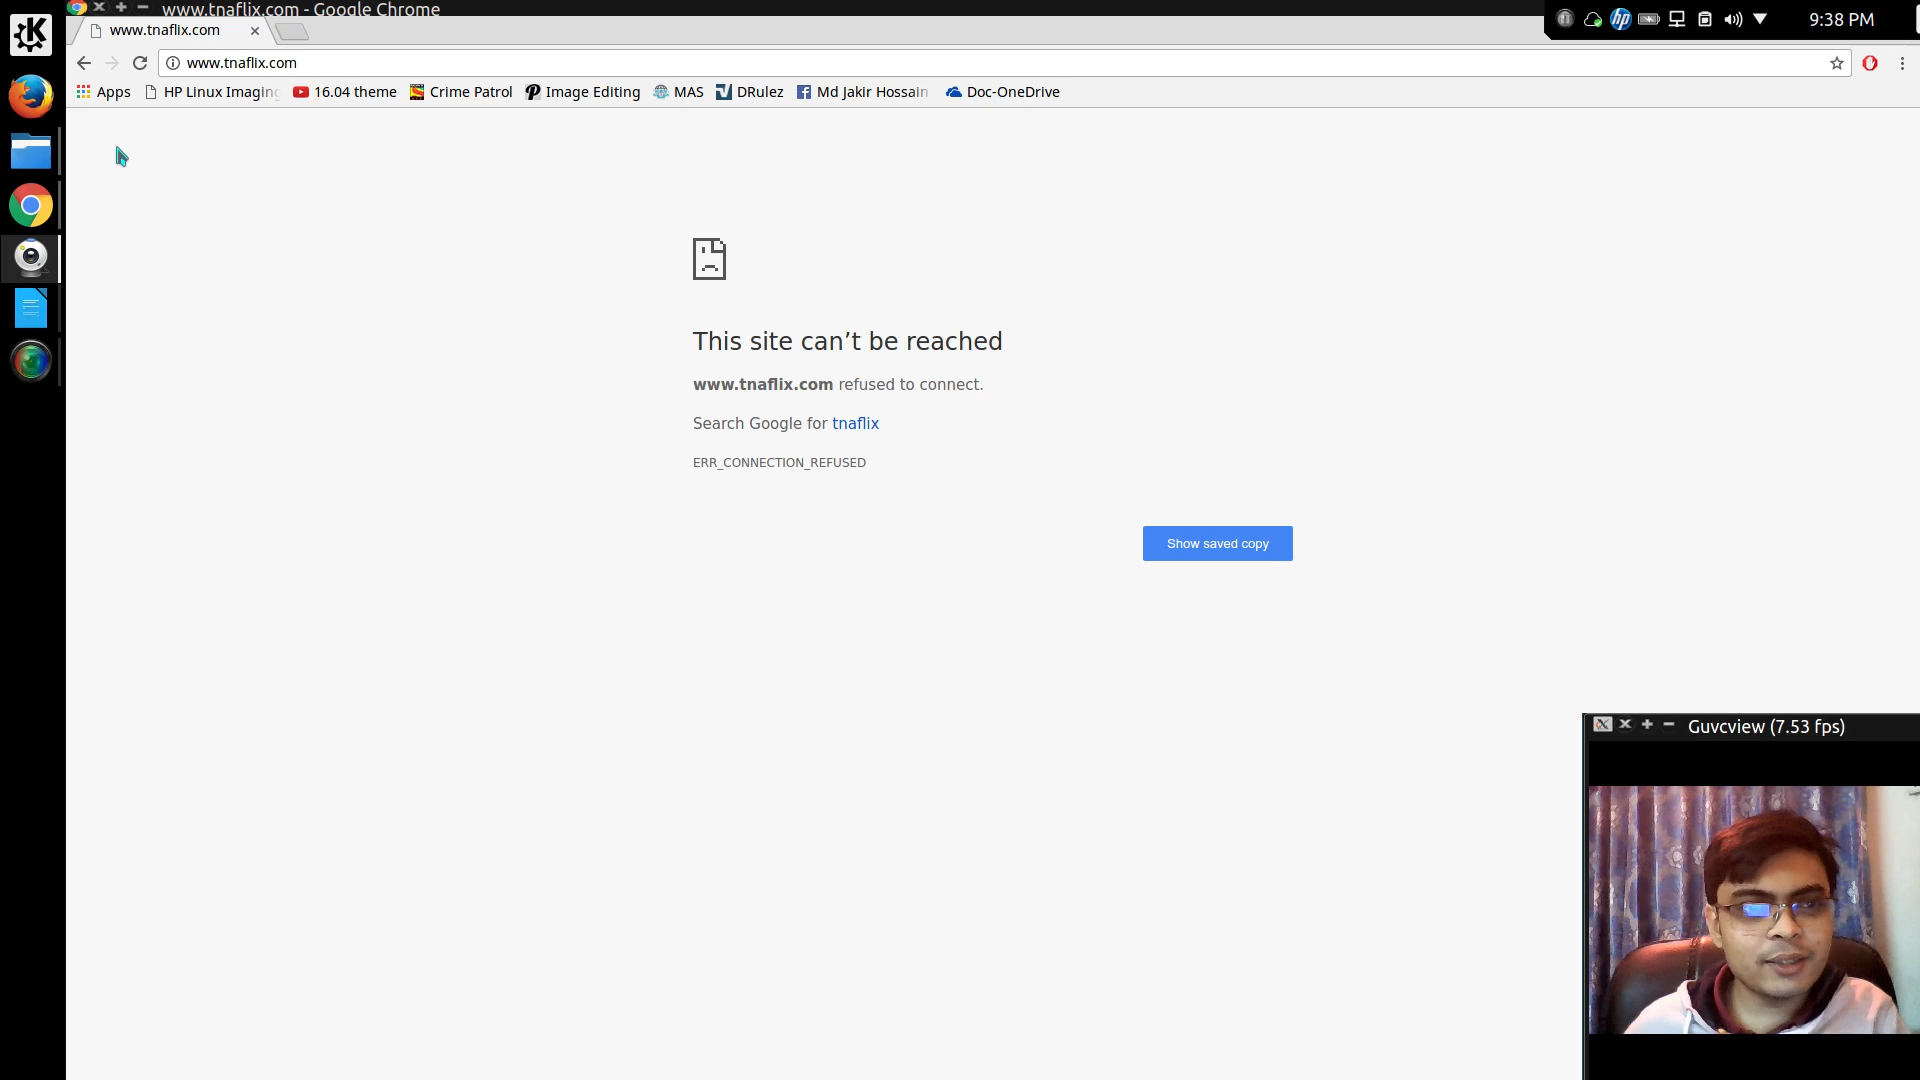 www.tnaflix.com - Google Chrome
9:38 PM
www.tnaflix.com
www.tnaflix.com
Apps HP Linux Imaging 16.04 theme Crime Patrol Image Editing MAS DRulez Md Jakir Hossain Doc-OneDrive
This site can’t be reached
www.tnaflix.com refused to connect.
Search Google for tnaflix
ERR_CONNECTION_REFUSED
Show saved copy
Guvcview (7.53 fps)